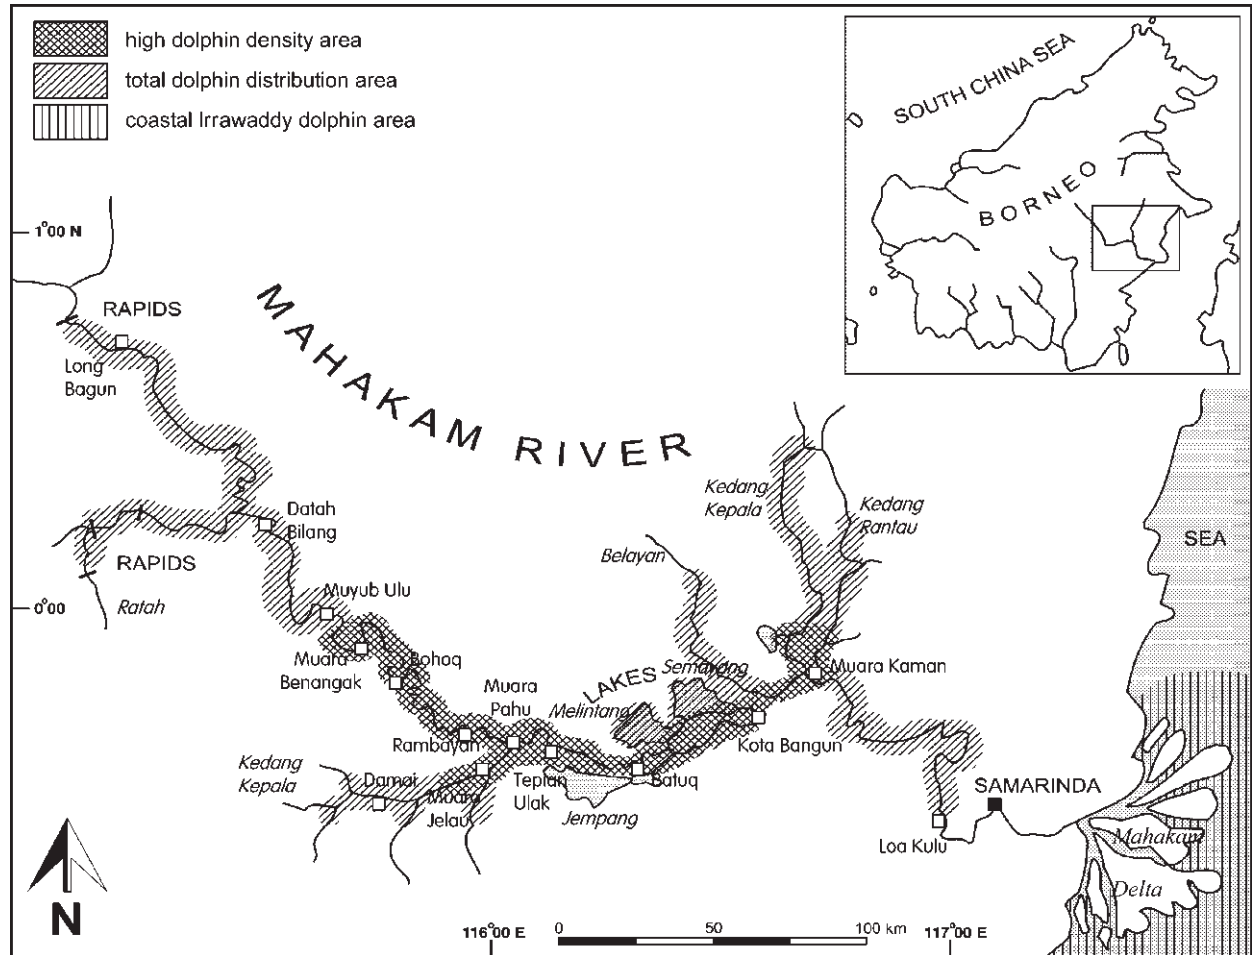 high dolphin density area
total dolphin distribution area
coastal Irrawaddy dolphin area
SOUTH CHINA SEA
BORNEO
1°00 N
RAPIDS
Long
Bagun
MAHAKAM RIVER
Kedang
Kepala
Kedang
Rantau
Datah
Bilang
SEA
Belayan
RAPIDS
Ratah
0°00
Muyub Ulu
Muara
Benangak
Bohoq
LAKES
Semayang
Muara Kaman
Muara
Pahu
Melintang
Rambayan
Kota Bangun
Kedang
Kepala
Damai
Muara
Jelau
Tepian
Ulak
Batuq
Jempang
SAMARINDA
Loa Kulu
Mahakam
Delta
N
116°00 E
0
50
100 km
117°00 E